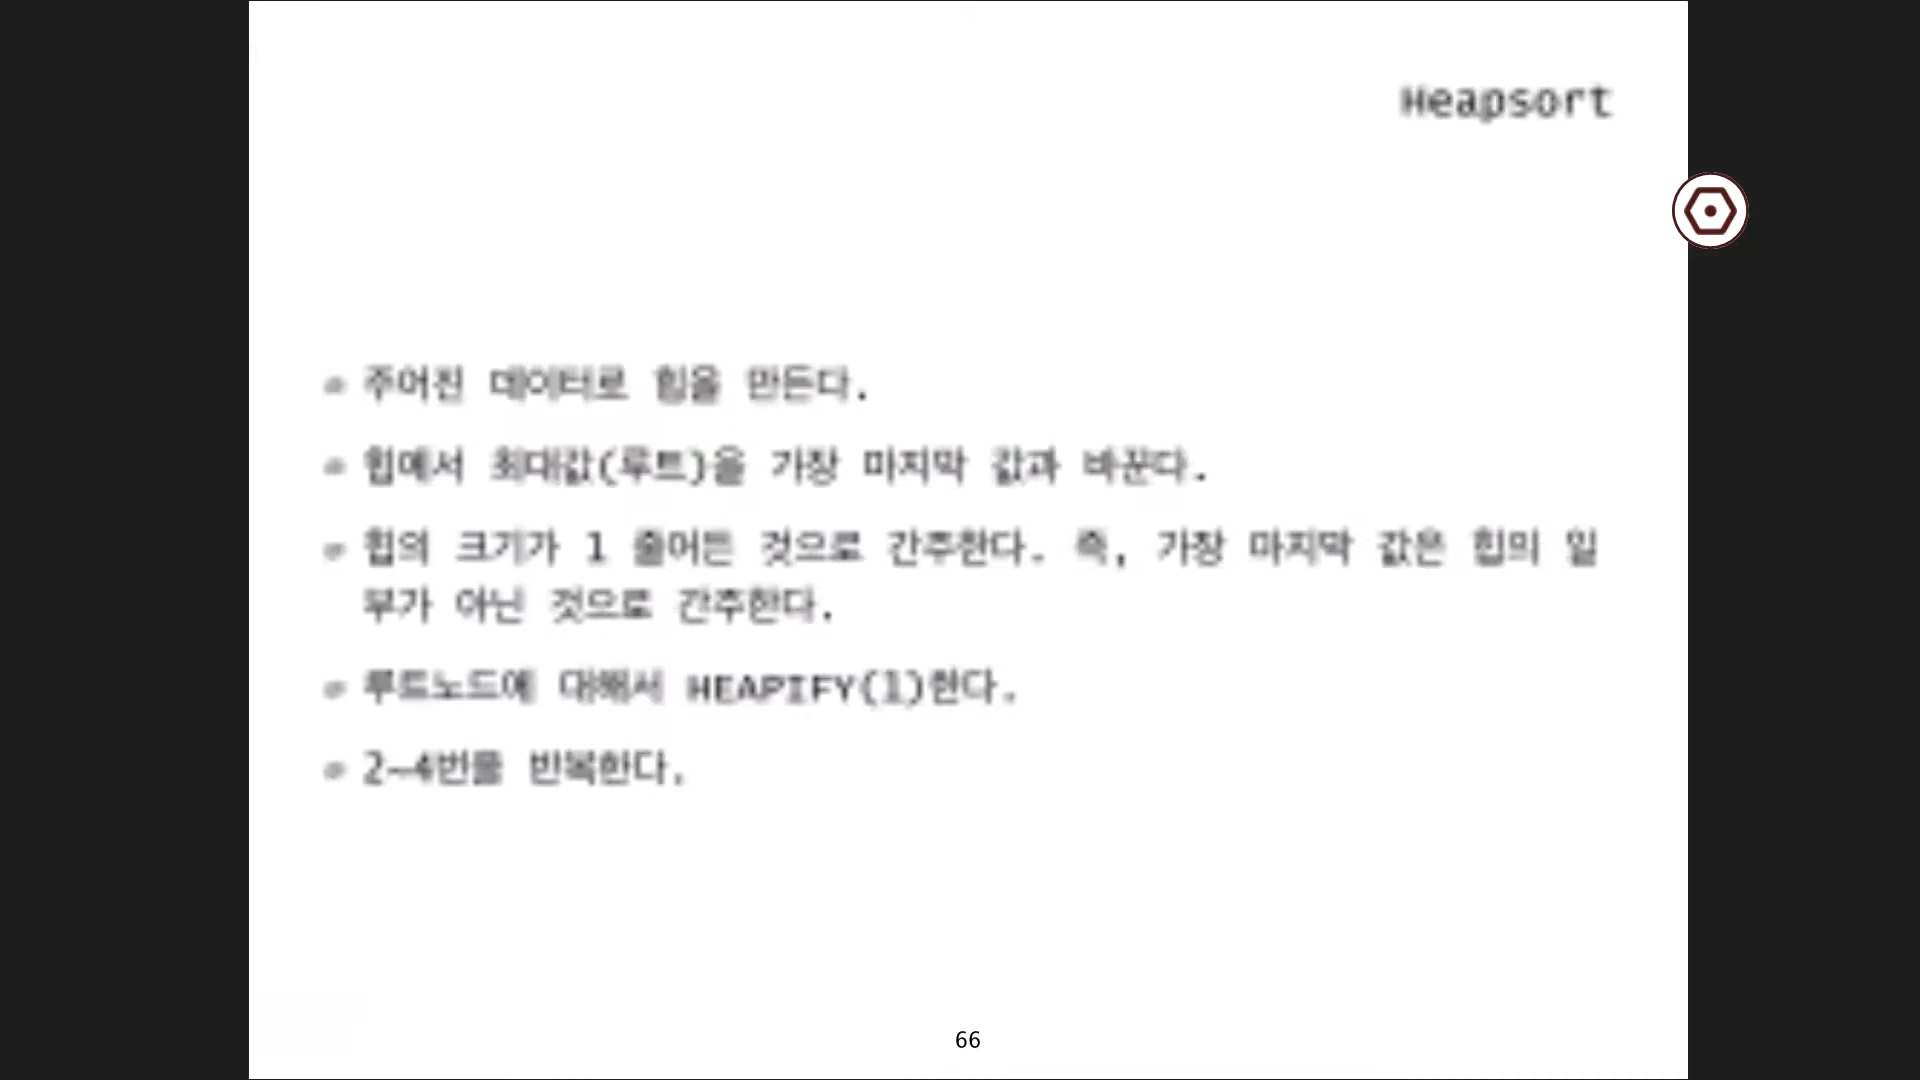 Heapsort
주어진 데이터로 힙을 만든다.
힙에서 최대값(루트)을 가장 마지막 값과 바꾼다.
힙의 크기가 1 줄어든 것으로 간주한다. 즉, 가장 마지막 값은 힙의 일
부가 아닌 것으로 간주한다.
루트노드에 대해서 HEAPIFY(1)한다.
2~4번을 반복한다.
66